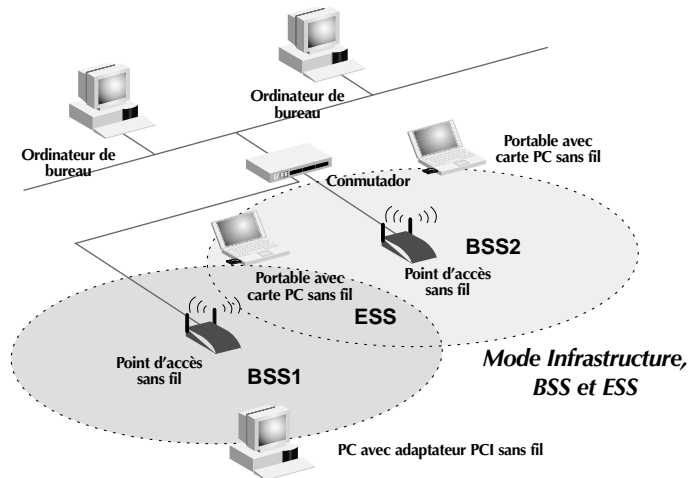 Ordinateur de
bureau
Ordinateur de
bureau
Portable avec
carte PC sans fil
Conmutador
BSS2
Portable avec
carte PC sans fil
Point d'accès
sans fil
ESS
Point d'accès
sans fil
BSS1
Mode Infrastructure,
BSS et ESS
PC avec adaptateur PCI sans fil